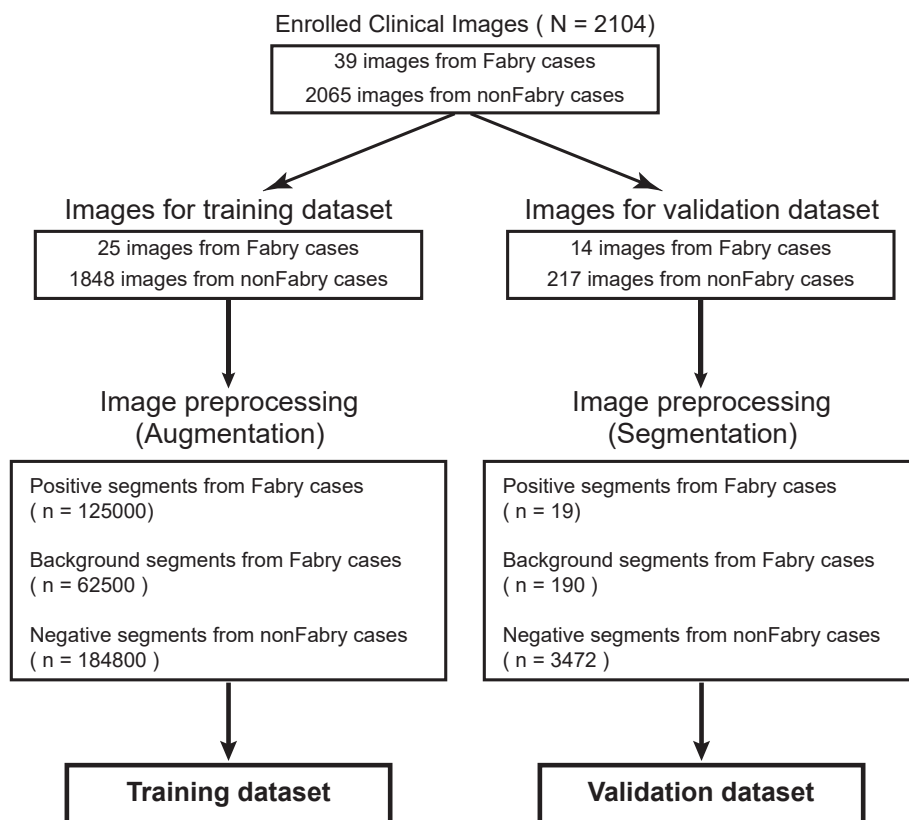 Enrolled Clinical Images ( N = 2104)
39 images from Fabry cases
2065 images from nonFabry cases
Images for training dataset
25 images from Fabry cases
1848 images from nonFabry cases
Images for validation dataset
14 images from Fabry cases
217 images from nonFabry cases
Image preprocessing
(Augmentation)
Positive segments from Fabry cases
( n = 125000)
Background segments from Fabry cases
( n = 62500 )
Negative segments from nonFabry cases
( n = 184800 )
Image preprocessing
(Segmentation)
Positive segments from Fabry cases
( n = 19)
Background segments from Fabry cases
( n = 190 )
Negative segments from nonFabry cases
( n = 3472 )
Training dataset
Validation dataset